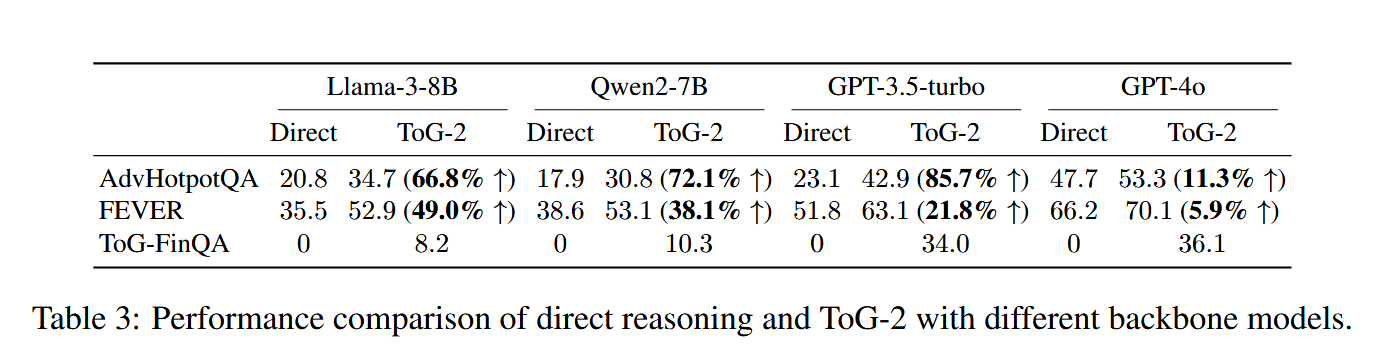 Llama-3-8B Qwen2-7B GPT-3.5-turbo GPT-4o
Direct ToG-2 Direct ToG-2 Direct ToG-2 Direct ToG-2
AdvHotpotQA 20.8 34.7 (66.8% ↑) 17.9 30.8 (72.1% ↑) 23.1 42.9 (85.7% ↑) 47.7 53.3 (11.3% ↑)
FEVER 35.5 52.9 (49.0% ↑) 38.6 53.1 (38.1% ↑) 51.8 63.1 (21.8% ↑) 66.2 70.1 (5.9% ↑)
ToG-FinQA 0 8.2 0 10.3 0 34.0 0 36.1
Table 3: Performance comparison of direct reasoning and ToG-2 with different backbone models.